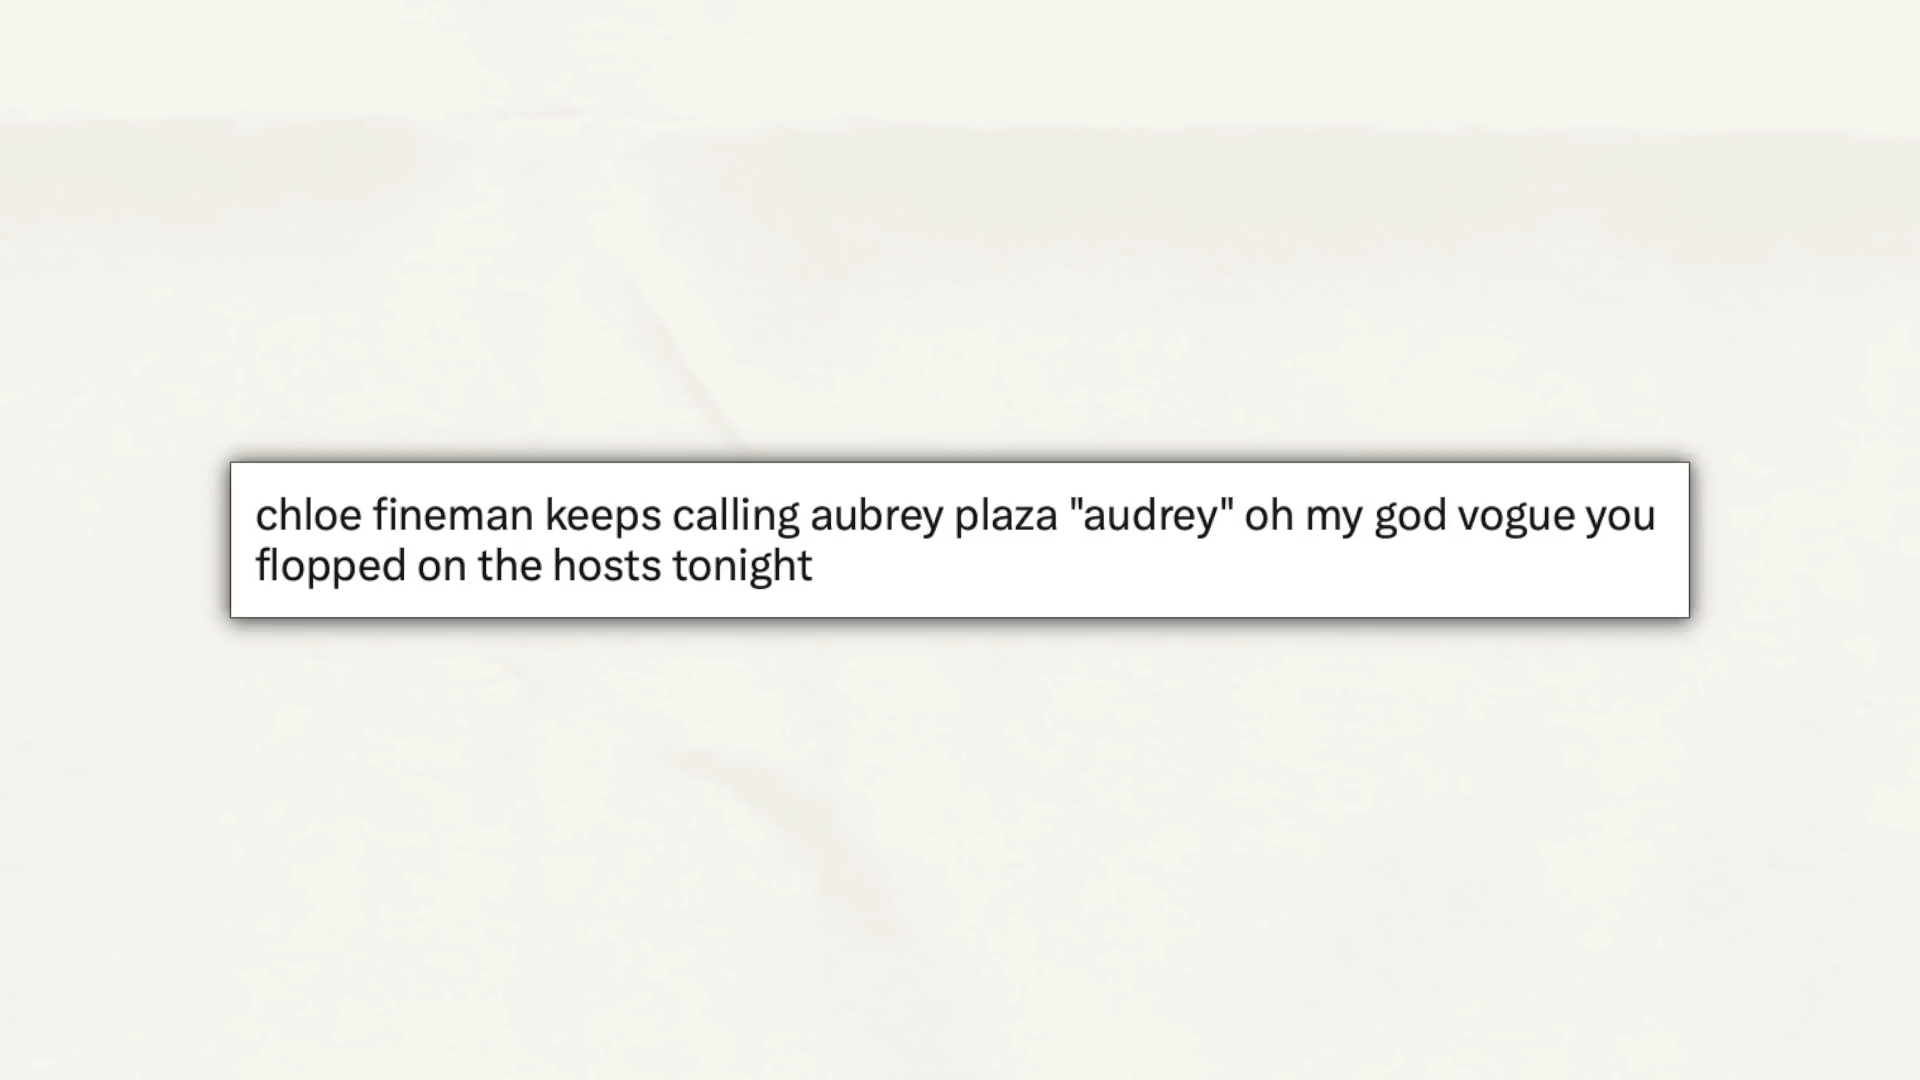 chloe fineman keeps calling aubrey plaza "audrey" oh my god vogue you
flopped on the hosts tonight